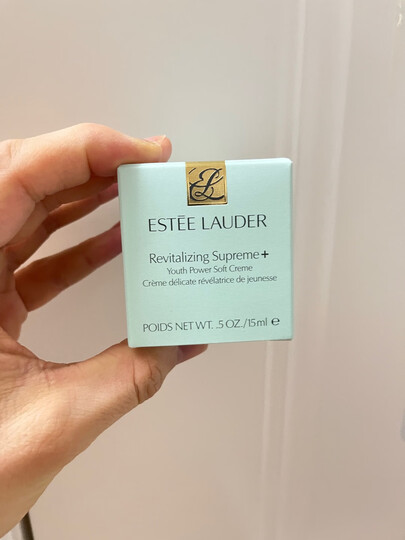 EL
ESTĒE LAUDER
Revitalizing Supreme+
Youth Power Soft Creme
Crème délicate révélatrice de jeunesse
POIDS NET WT. .5 OZ./15ml ℮